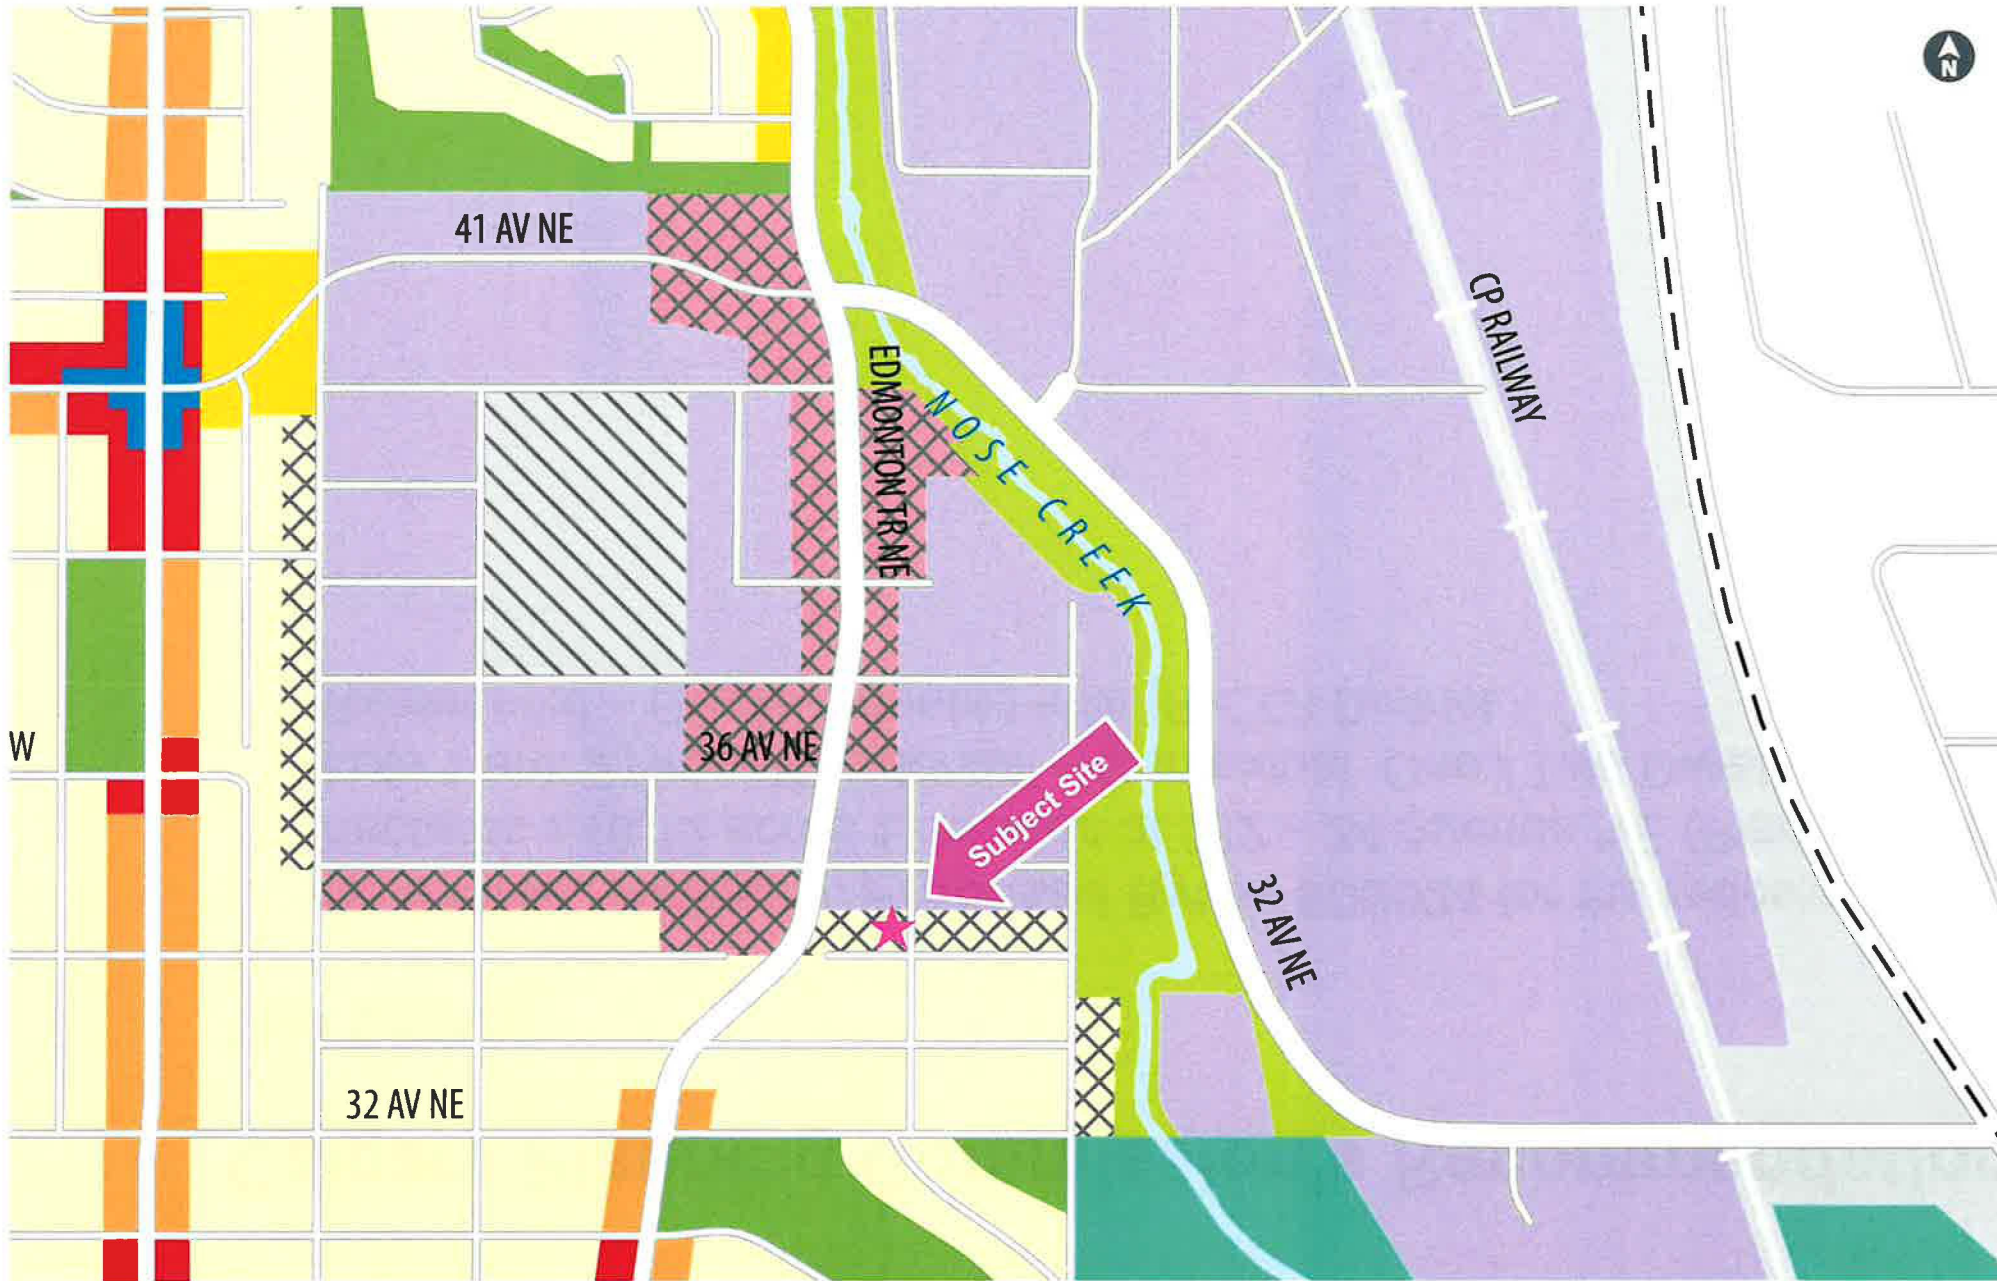 N
41 AV NE
CP RAILWAY
EDMONTON TR NE
NOSE CREEK
W
36 AV NE
Subject Site
32 AV NE
32 AV NE